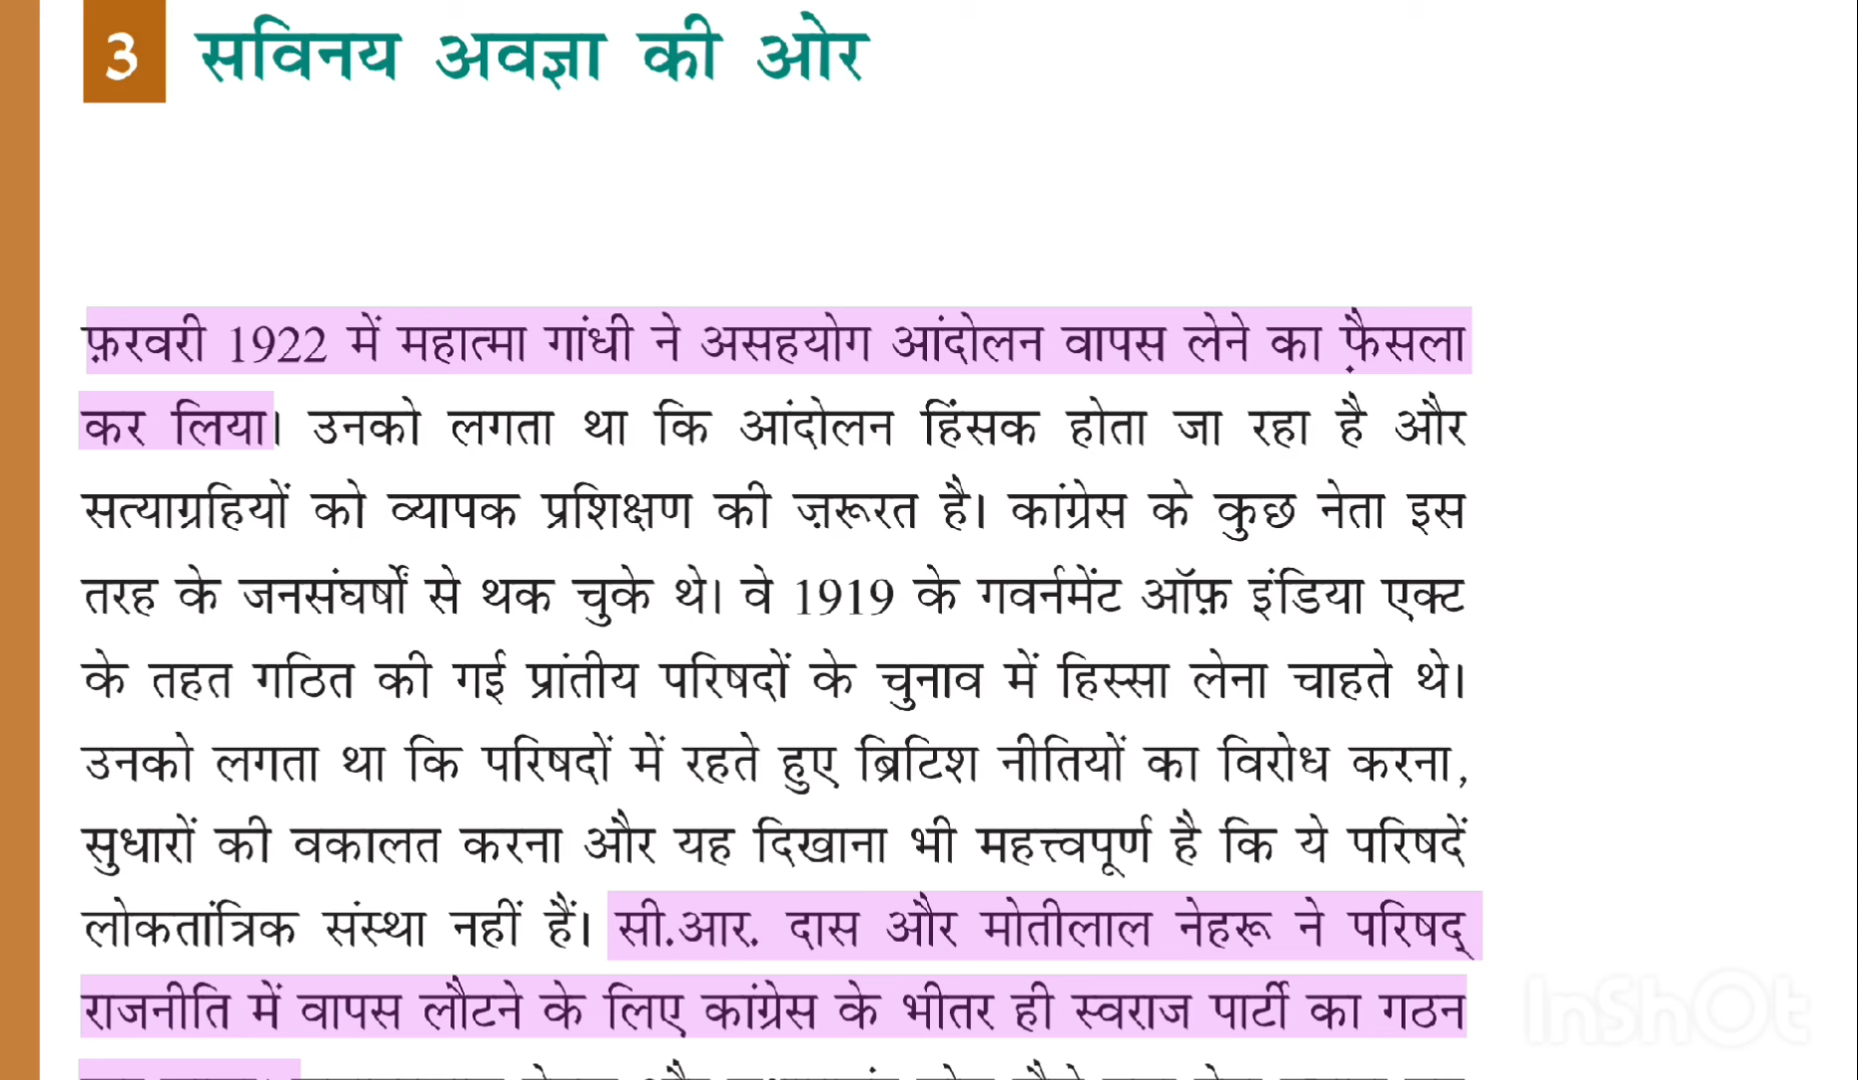 3 सविनय अवज्ञा की ओर
फ़रवरी 1922 में महात्मा गांधी ने असहयोग आंदोलन वापस लेने का फ़ैसला
कर लिया। उनको लगता था कि आंदोलन हिंसक होता जा रहा है और
सत्याग्रहियों को व्यापक प्रशिक्षण की ज़रूरत है। कांग्रेस के कुछ नेता इस
तरह के जनसंघर्षों से थक चुके थे। वे 1919 के गवर्नमेंट ऑफ़ इंडिया एक्ट
के तहत गठित की गई प्रांतीय परिषदों के चुनाव में हिस्सा लेना चाहते थे।
उनको लगता था कि परिषदों में रहते हुए ब्रिटिश नीतियों का विरोध करना,
सुधारों की वकालत करना और यह दिखाना भी महत्त्वपूर्ण है कि ये परिषदें
लोकतांत्रिक संस्था नहीं हैं। सी.आर. दास और मोतीलाल नेहरू ने परिषद्
राजनीति में वापस लौटने के लिए कांग्रेस के भीतर ही स्वराज पार्टी का गठन
InShOt